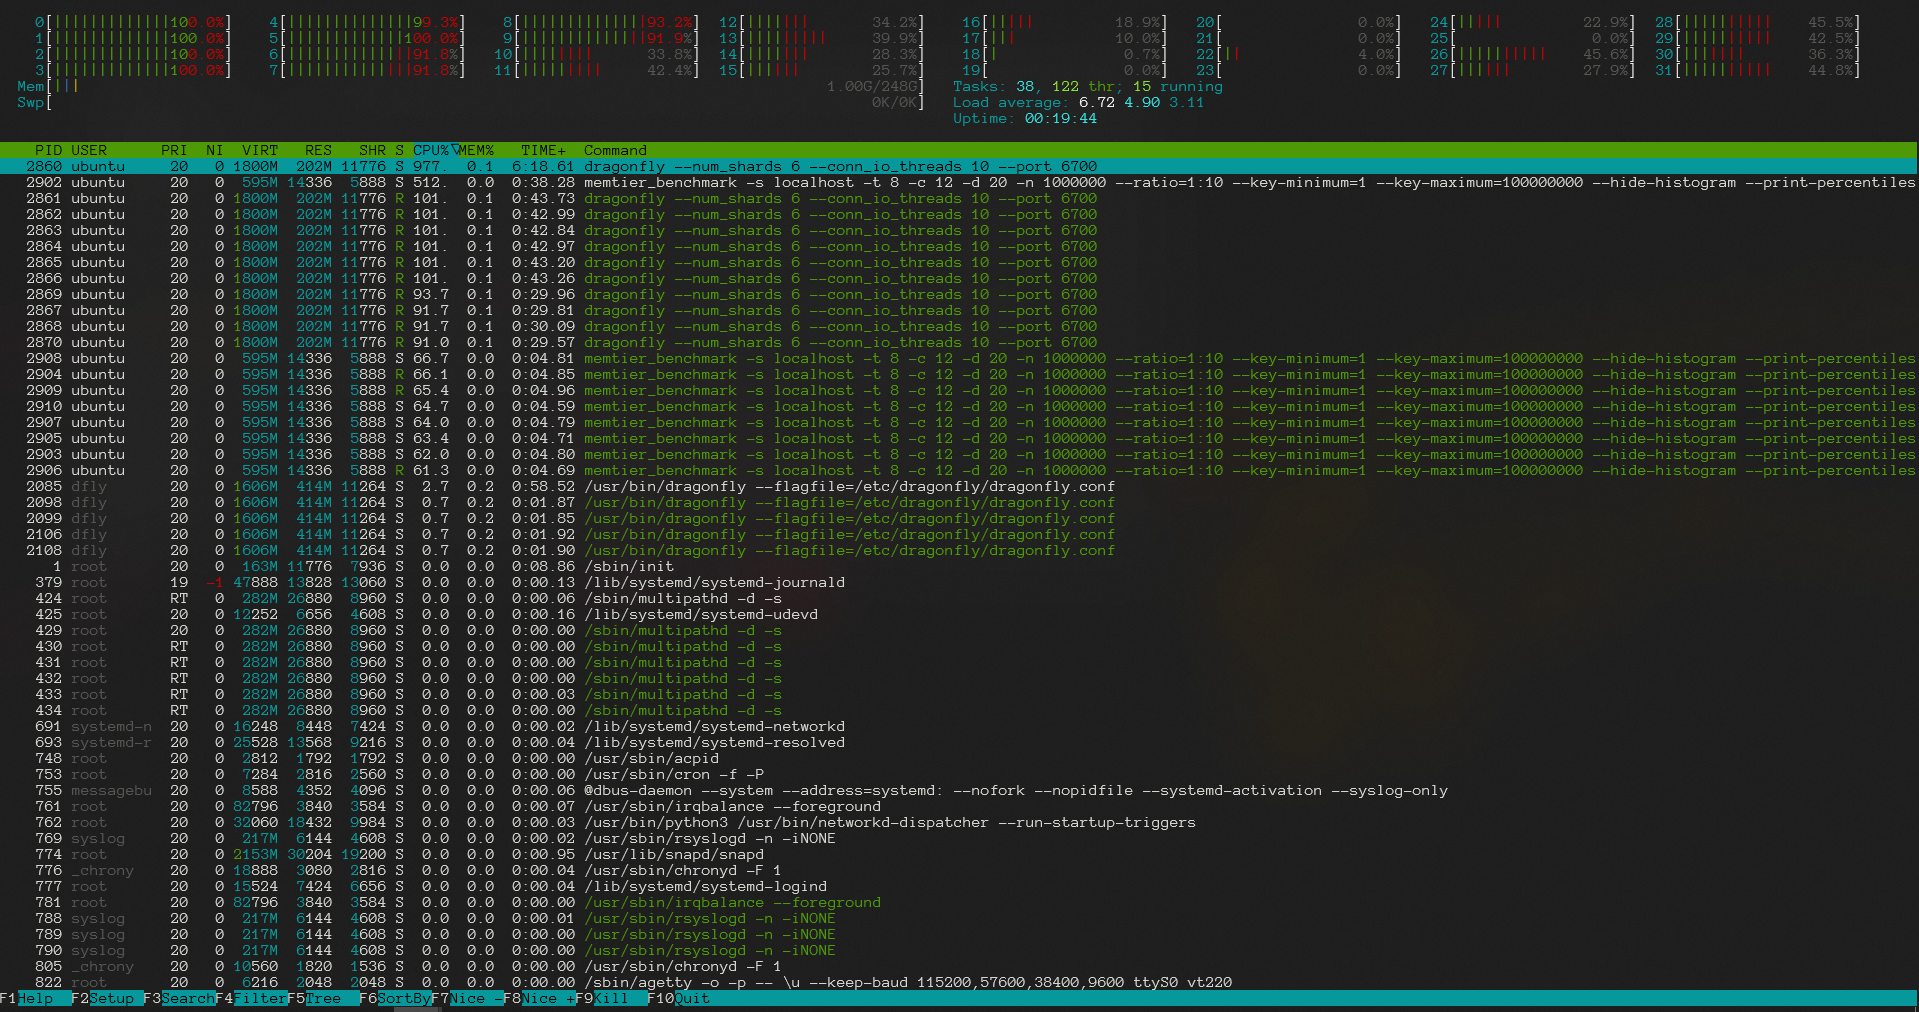 0[||||||||||||||100.0%] 4[||||||||||||||99.3%] 8[||||||||||||||93.2%] 12[||||||| 34.2%] 16[||||| 18.9%] 20[ 0.0%] 24[||||| 22.9%] 28[|||||||||| 45.5%]
1[||||||||||||||100.0%] 5[||||||||||||||100.0%] 9[||||||||||||||91.9%] 13[||||||||| 39.9%] 17[||| 10.0%] 21[ 0.0%] 25[ 0.0%] 29[|||||||||| 42.5%]
2[||||||||||||||100.0%] 6[||||||||||||||91.8%] 10[|||||||| 33.8%] 14[||||||| 28.3%] 18[| 0.7%] 22[|| 4.0%] 26[|||||||||| 45.6%] 30[||||||| 36.3%]
3[||||||||||||||100.0%] 7[||||||||||||||91.8%] 11[||||||||| 42.4%] 15[|||||| 25.7%] 19[ 0.0%] 23[ 0.0%] 27[|||||| 27.9%] 31[|||||||||| 44.8%]
Mem[||| 1.00G/248G] Tasks: 38, 122 thr; 15 running
Swp[ 0K/0K] Load average: 6.72 4.90 3.11
Uptime: 00:19:44
PID USER PRI NI VIRT RES SHR S CPU%▽MEM% TIME+ Command
2860 ubuntu 20 0 1800M 202M 11776 S 977. 0.1 6:18.61 dragonfly --num_shards 6 --conn_io_threads 10 --port 6700
2902 ubuntu 20 0 595M 14336 5888 S 512. 0.0 0:38.28 memtier_benchmark -s localhost -t 8 -c 12 -d 20 -n 1000000 --ratio=1:10 --key-minimum=1 --key-maximum=100000000 --hide-histogram --print-percentiles
2861 ubuntu 20 0 1800M 202M 11776 R 101. 0.1 0:43.73 dragonfly --num_shards 6 --conn_io_threads 10 --port 6700
2862 ubuntu 20 0 1800M 202M 11776 R 101. 0.1 0:42.99 dragonfly --num_shards 6 --conn_io_threads 10 --port 6700
2863 ubuntu 20 0 1800M 202M 11776 R 101. 0.1 0:42.84 dragonfly --num_shards 6 --conn_io_threads 10 --port 6700
2864 ubuntu 20 0 1800M 202M 11776 R 101. 0.1 0:42.97 dragonfly --num_shards 6 --conn_io_threads 10 --port 6700
2865 ubuntu 20 0 1800M 202M 11776 R 101. 0.1 0:43.20 dragonfly --num_shards 6 --conn_io_threads 10 --port 6700
2866 ubuntu 20 0 1800M 202M 11776 R 101. 0.1 0:43.26 dragonfly --num_shards 6 --conn_io_threads 10 --port 6700
2869 ubuntu 20 0 1800M 202M 11776 R 93.7 0.1 0:29.96 dragonfly --num_shards 6 --conn_io_threads 10 --port 6700
2867 ubuntu 20 0 1800M 202M 11776 R 91.7 0.1 0:29.81 dragonfly --num_shards 6 --conn_io_threads 10 --port 6700
2868 ubuntu 20 0 1800M 202M 11776 R 91.7 0.1 0:30.09 dragonfly --num_shards 6 --conn_io_threads 10 --port 6700
2870 ubuntu 20 0 1800M 202M 11776 R 91.0 0.1 0:29.57 dragonfly --num_shards 6 --conn_io_threads 10 --port 6700
2908 ubuntu 20 0 595M 14336 5888 S 66.7 0.0 0:04.81 memtier_benchmark -s localhost -t 8 -c 12 -d 20 -n 1000000 --ratio=1:10 --key-minimum=1 --key-maximum=100000000 --hide-histogram --print-percentiles
2904 ubuntu 20 0 595M 14336 5888 R 66.1 0.0 0:04.85 memtier_benchmark -s localhost -t 8 -c 12 -d 20 -n 1000000 --ratio=1:10 --key-minimum=1 --key-maximum=100000000 --hide-histogram --print-percentiles
2909 ubuntu 20 0 595M 14336 5888 R 65.4 0.0 0:04.96 memtier_benchmark -s localhost -t 8 -c 12 -d 20 -n 1000000 --ratio=1:10 --key-minimum=1 --key-maximum=100000000 --hide-histogram --print-percentiles
2910 ubuntu 20 0 595M 14336 5888 S 64.7 0.0 0:04.59 memtier_benchmark -s localhost -t 8 -c 12 -d 20 -n 1000000 --ratio=1:10 --key-minimum=1 --key-maximum=100000000 --hide-histogram --print-percentiles
2907 ubuntu 20 0 595M 14336 5888 S 64.0 0.0 0:04.79 memtier_benchmark -s localhost -t 8 -c 12 -d 20 -n 1000000 --ratio=1:10 --key-minimum=1 --key-maximum=100000000 --hide-histogram --print-percentiles
2905 ubuntu 20 0 595M 14336 5888 S 63.4 0.0 0:04.71 memtier_benchmark -s localhost -t 8 -c 12 -d 20 -n 1000000 --ratio=1:10 --key-minimum=1 --key-maximum=100000000 --hide-histogram --print-percentiles
2903 ubuntu 20 0 595M 14336 5888 S 62.0 0.0 0:04.80 memtier_benchmark -s localhost -t 8 -c 12 -d 20 -n 1000000 --ratio=1:10 --key-minimum=1 --key-maximum=100000000 --hide-histogram --print-percentiles
2906 ubuntu 20 0 595M 14336 5888 R 61.3 0.0 0:04.69 memtier_benchmark -s localhost -t 8 -c 12 -d 20 -n 1000000 --ratio=1:10 --key-minimum=1 --key-maximum=100000000 --hide-histogram --print-percentiles
2085 dfly 20 0 1606M 414M 11264 S 2.7 0.2 0:58.52 /usr/bin/dragonfly --flagfile=/etc/dragonfly/dragonfly.conf
2098 dfly 20 0 1606M 414M 11264 S 0.7 0.2 0:01.87 /usr/bin/dragonfly --flagfile=/etc/dragonfly/dragonfly.conf
2099 dfly 20 0 1606M 414M 11264 S 0.7 0.2 0:01.85 /usr/bin/dragonfly --flagfile=/etc/dragonfly/dragonfly.conf
2106 dfly 20 0 1606M 414M 11264 S 0.7 0.2 0:01.92 /usr/bin/dragonfly --flagfile=/etc/dragonfly/dragonfly.conf
2108 dfly 20 0 1606M 414M 11264 S 0.7 0.2 0:01.90 /usr/bin/dragonfly --flagfile=/etc/dragonfly/dragonfly.conf
1 root 20 0 163M 11776 7936 S 0.0 0.0 0:08.86 /sbin/init
379 root 19 -1 47888 13828 13060 S 0.0 0.0 0:00.13 /lib/systemd/systemd-journald
424 root RT 0 282M 26880 8960 S 0.0 0.0 0:00.06 /sbin/multipathd -d -s
425 root 20 0 12252 6656 4608 S 0.0 0.0 0:00.16 /lib/systemd/systemd-udevd
429 root 20 0 282M 26880 8960 S 0.0 0.0 0:00.00 /sbin/multipathd -d -s
430 root RT 0 282M 26880 8960 S 0.0 0.0 0:00.00 /sbin/multipathd -d -s
431 root RT 0 282M 26880 8960 S 0.0 0.0 0:00.00 /sbin/multipathd -d -s
432 root RT 0 282M 26880 8960 S 0.0 0.0 0:00.00 /sbin/multipathd -d -s
433 root RT 0 282M 26880 8960 S 0.0 0.0 0:00.03 /sbin/multipathd -d -s
434 root RT 0 282M 26880 8960 S 0.0 0.0 0:00.00 /sbin/multipathd -d -s
691 systemd-n 20 0 16248 8448 7424 S 0.0 0.0 0:00.02 /lib/systemd/systemd-networkd
693 systemd-r 20 0 25528 13568 9216 S 0.0 0.0 0:00.04 /lib/systemd/systemd-resolved
748 root 20 0 2812 1792 1792 S 0.0 0.0 0:00.00 /usr/sbin/acpid
753 root 20 0 7284 2816 2560 S 0.0 0.0 0:00.00 /usr/sbin/cron -f -P
755 messagebu 20 0 8588 4352 4096 S 0.0 0.0 0:00.06 @dbus-daemon --system --address=systemd: --nofork --nopidfile --systemd-activation --syslog-only
761 root 20 0 82796 3840 3584 S 0.0 0.0 0:00.07 /usr/sbin/irqbalance --foreground
762 root 20 0 32060 18432 9984 S 0.0 0.0 0:00.03 /usr/bin/python3 /usr/bin/networkd-dispatcher --run-startup-triggers
769 syslog 20 0 217M 6144 4608 S 0.0 0.0 0:00.02 /usr/sbin/rsyslogd -n -iNONE
774 root 20 0 2153M 30204 19200 S 0.0 0.0 0:00.95 /usr/lib/snapd/snapd
776 _chrony 20 0 18888 3080 2816 S 0.0 0.0 0:00.04 /usr/sbin/chronyd -F 1
777 root 20 0 15524 7424 6656 S 0.0 0.0 0:00.04 /lib/systemd/systemd-logind
781 root 20 0 82796 3840 3584 S 0.0 0.0 0:00.00 /usr/sbin/irqbalance --foreground
788 syslog 20 0 217M 6144 4608 S 0.0 0.0 0:00.01 /usr/sbin/rsyslogd -n -iNONE
789 syslog 20 0 217M 6144 4608 S 0.0 0.0 0:00.00 /usr/sbin/rsyslogd -n -iNONE
790 syslog 20 0 217M 6144 4608 S 0.0 0.0 0:00.00 /usr/sbin/rsyslogd -n -iNONE
805 _chrony 20 0 10560 1820 1536 S 0.0 0.0 0:00.00 /usr/sbin/chronyd -F 1
822 root 20 0 6216 2048 2048 S 0.0 0.0 0:00.00 /sbin/agetty -o -p -- \u --keep-baud 115200,57600,38400,9600 ttyS0 vt220
F1Help F2Setup F3SearchF4FilterF5Tree F6SortByF7Nice -F8Nice +F9Kill F10Quit